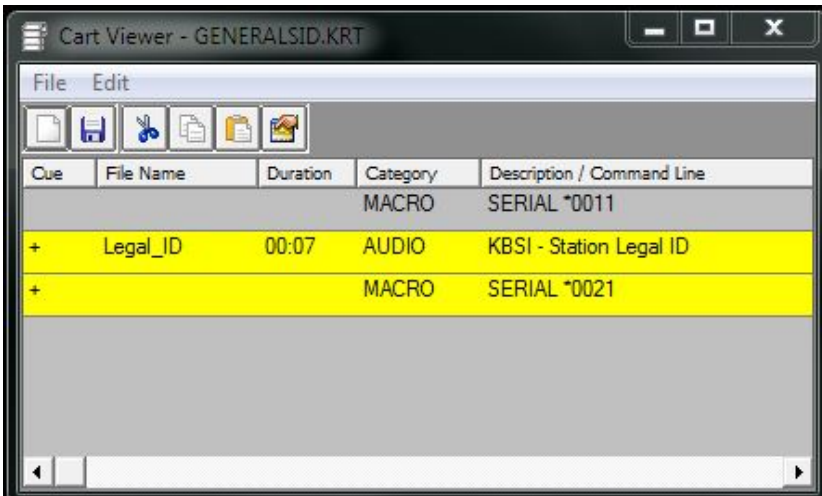 Cart Viewer - GENERALSID.KRT
File Edit
Cue File Name Duration Category Description / Command Line
MACRO SERIAL *0011
+ Legal_ID 00:07 AUDIO KBSI - Station Legal ID
+ MACRO SERIAL *0021